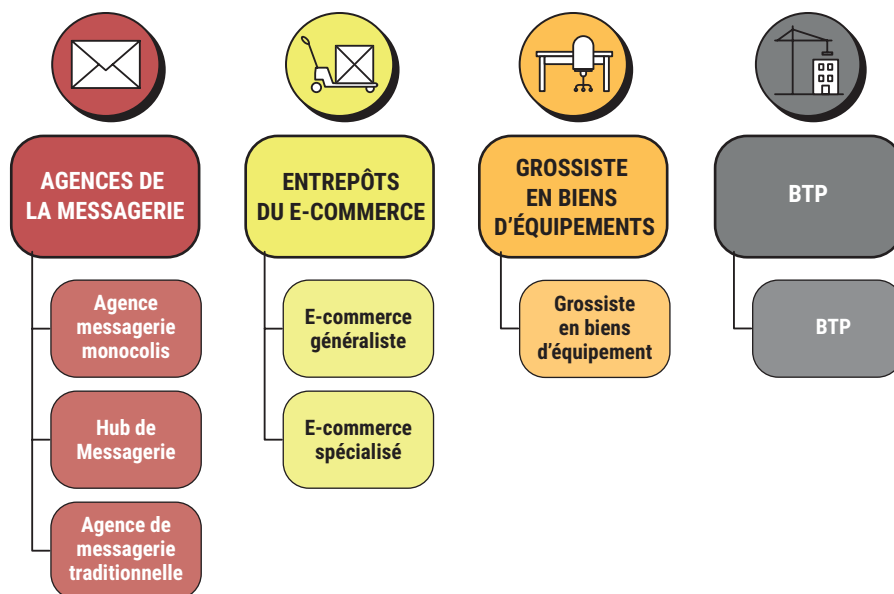 AGENCES DE
LA MESSAGERIE
Agence
messagerie
monocolis
Hub de
Messagerie
Agence de
messagerie
traditionnelle
ENTREPÔTS
DU E-COMMERCE
E-commerce
généraliste
E-commerce
spécialisé
GROSSISTE
EN BIENS
D’ÉQUIPEMENTS
Grossiste
en biens
d’équipement
BTP
BTP